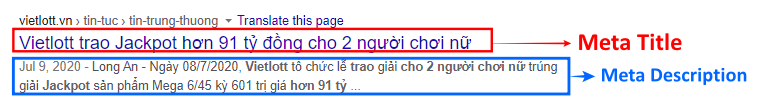 vietlott.vn › tin-tuc › tin-trung-thuong ▾ Translate this page
Vietlott trao Jackpot hơn 91 tỷ đồng cho 2 người chơi nữ
Meta Title
Jul 9, 2020 - Long An - Ngày 08/7/2020, Vietlott tổ chức lễ trao giải cho 2 người chơi nữ trúng
giải Jackpot sản phẩm Mega 6/45 kỳ 601 trị giá hơn 91 tỷ ...
Meta Description